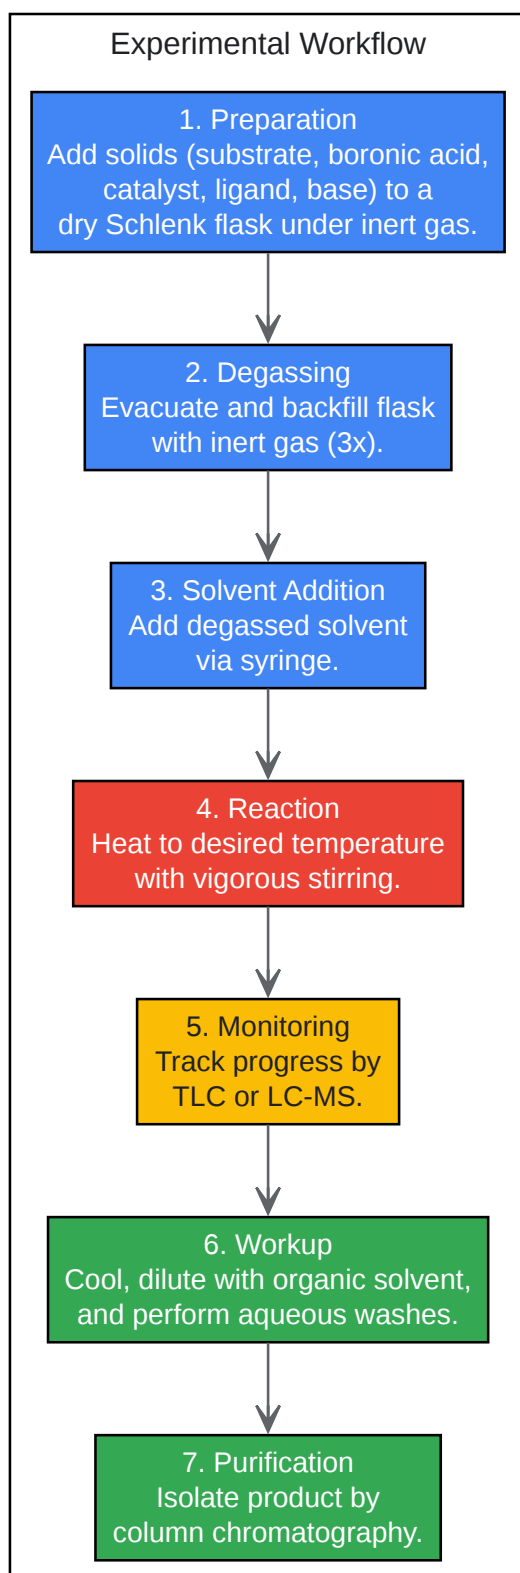 Experimental Workflow
1. Preparation
Add solids (substrate, boronic acid,
catalyst, ligand, base) to a
dry Schlenk flask under inert gas.
2. Degassing
Evacuate and backfill flask
with inert gas (3x).
3. Solvent Addition
Add degassed solvent
via syringe.
4. Reaction
Heat to desired temperature
with vigorous stirring.
5. Monitoring
Track progress by
TLC or LC-MS.
6. Workup
Cool, dilute with organic solvent,
and perform aqueous washes.
7. Purification
Isolate product by
column chromatography.